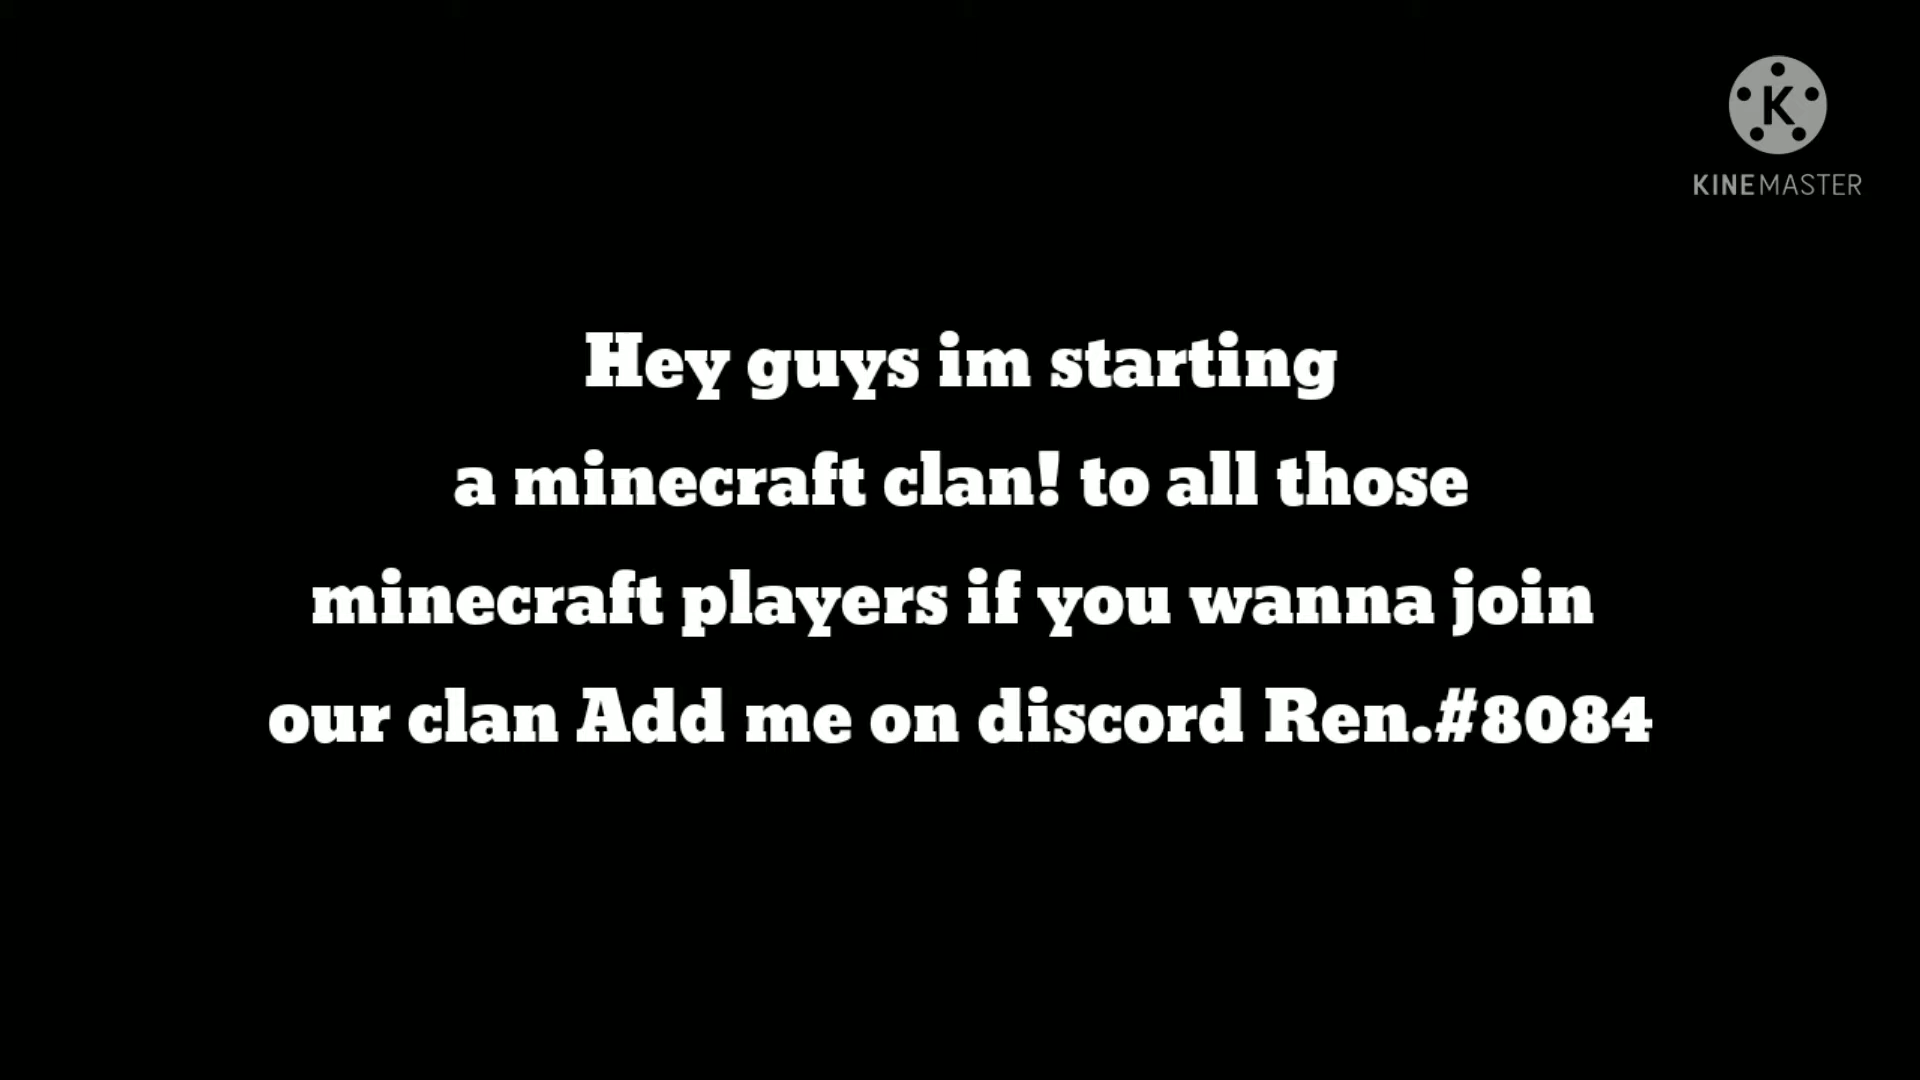 K
KINEMASTER
Hey guys im starting
a minecraft clan! to all those
minecraft players if you wanna join
our clan Add me on discord Ren.#8084